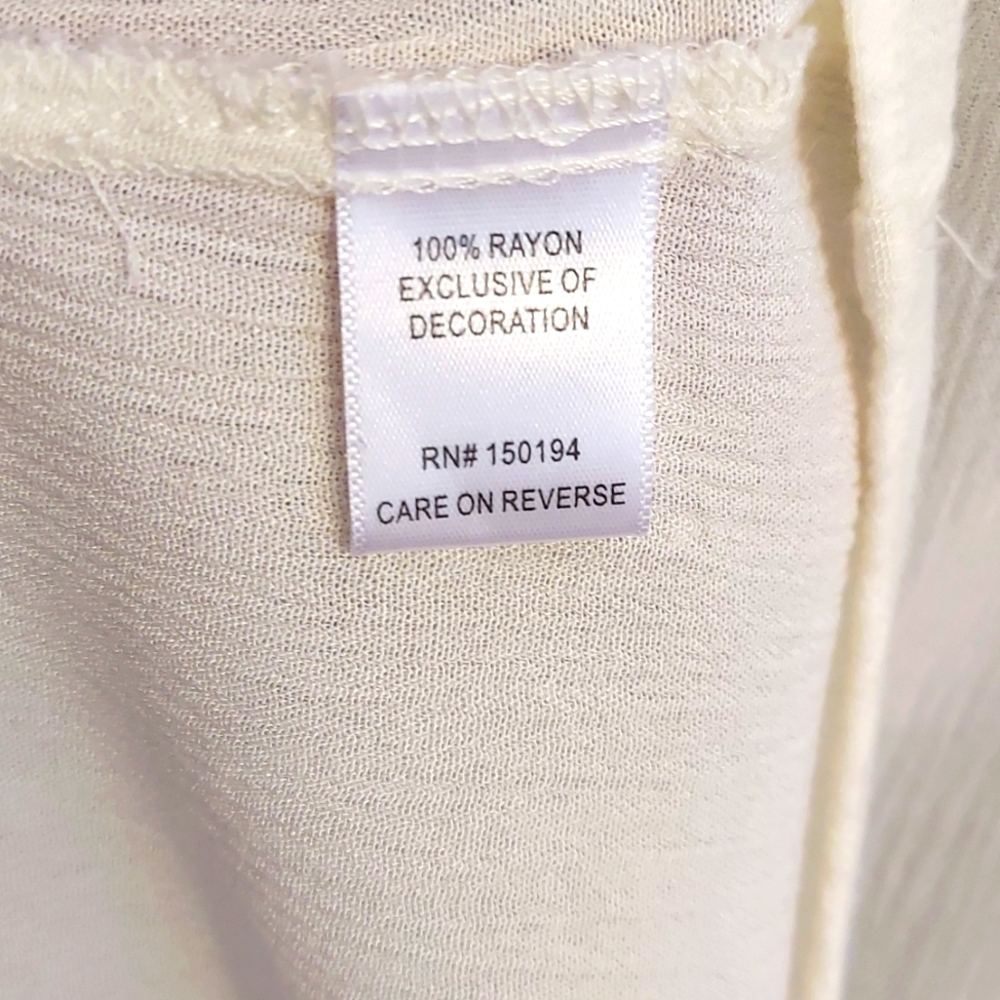 100% RAYON
EXCLUSIVE OF
DECORATION
RN# 150194
CARE ON REVERSE